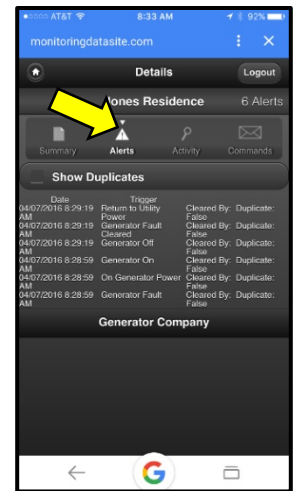 AT&T 8:33 AM 92%
monitoringdatasite.com
Details Logout
Jones Residence 6 Alerts
Summary Alerts Activity Commands
Show Duplicates
Date Trigger
04/07/2016 8:29:19 AM Return to Utility Power Cleared By: Duplicate: False
04/07/2016 8:29:19 AM Generator Fault Cleared Cleared By: Duplicate: False
04/07/2016 8:29:19 AM Generator Off Cleared By: Duplicate: False
04/07/2016 8:28:59 AM Generator On Cleared By: Duplicate: False
04/07/2016 8:28:59 AM On Generator Power Cleared By: Duplicate: False
04/07/2016 8:28:59 AM Generator Fault Cleared By: Duplicate: False
Generator Company
G